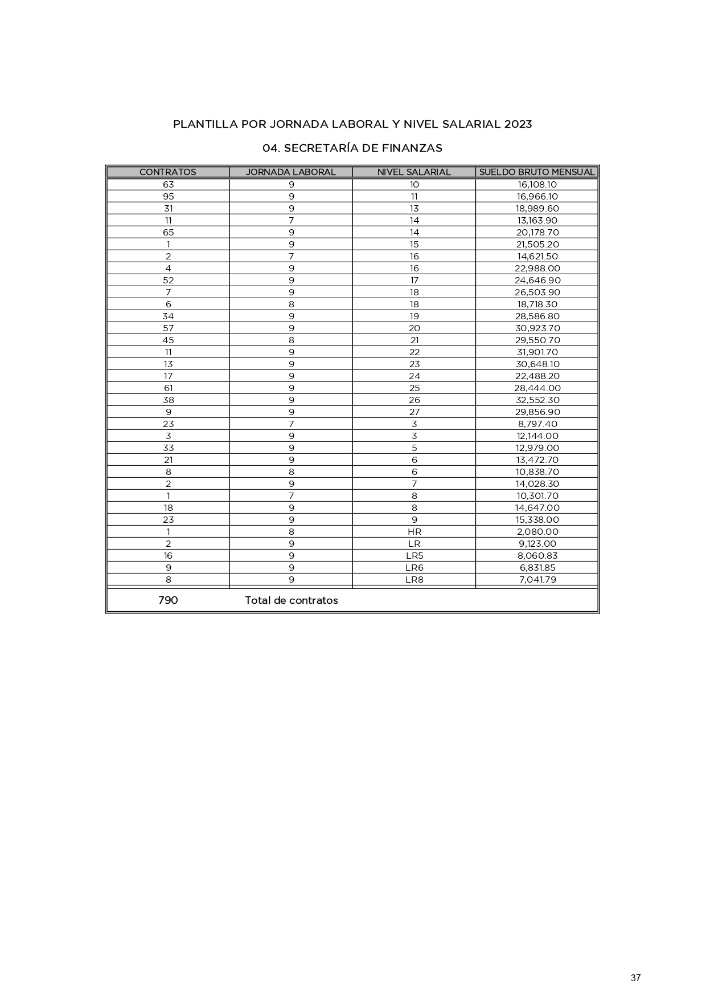 PLANTILLA POR JORNADA LABORAL Y NIVEL SALARIAL 2023
04. SECRETARÍA DE FINANZAS
CONTRATOS JORNADA LABORAL NIVEL SALARIAL SUELDO BRUTO MENSUAL
63 9 10 16,108.10
95 9 11 16,966.10
31 9 13 18,989.60
11 7 14 13,163.90
65 9 14 20,178.70
1 9 15 21,505.20
2 7 16 14,621.50
4 9 16 22,988.00
52 9 17 24,646.90
7 9 18 26,503.90
6 8 18 18,718.30
34 9 19 28,586.80
57 9 20 30,923.70
45 8 21 29,550.70
11 9 22 31,901.70
13 9 23 30,648.10
17 9 24 22,488.20
61 9 25 28,444.00
38 9 26 32,552.30
9 9 27 29,856.90
23 7 3 8,797.40
3 9 3 12,144.00
33 9 5 12,979.00
21 9 6 13,472.70
8 8 6 10,838.70
2 9 7 14,028.30
1 7 8 10,301.70
18 9 8 14,647.00
23 9 9 15,338.00
1 8 HR 2,080.00
2 9 LR 9,123.00
16 9 LR5 8,060.83
9 9 LR6 6,831.85
8 9 LR8 7,041.79
790 Total de contratos
37